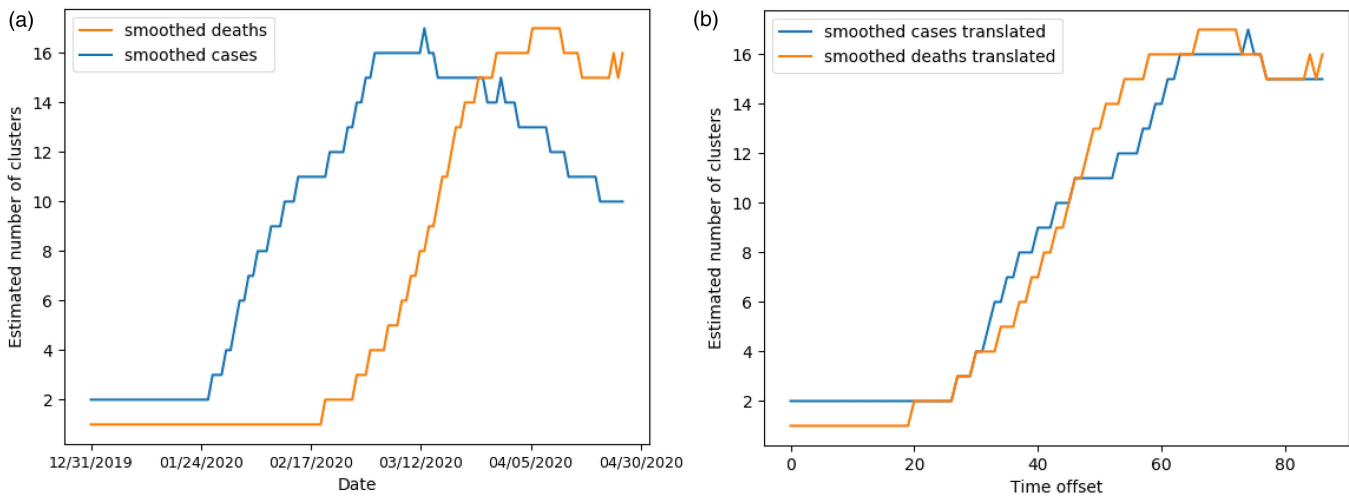 (a)
smoothed deaths
smoothed cases
Estimated number of clusters
16
14
12
10
8
6
4
2
12/31/2019 01/24/2020 02/17/2020 03/12/2020 04/05/2020 04/30/2020
Date
(b)
smoothed cases translated
smoothed deaths translated
Estimated number of clusters
16
14
12
10
8
6
4
2
0 20 40 60 80
Time offset